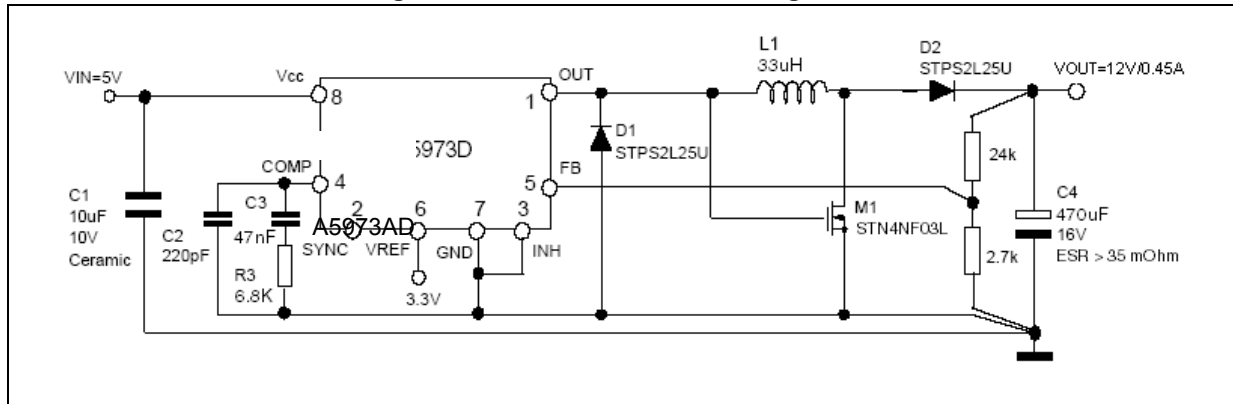 VIN=5V
Vcc
8
OUT
1
L1
33uH
D2
STPS2L25U
VOUT=12V/0.45A
5973D
D1
STPS2L25U
COMP
4
FB
5
24k
C1
10uF
10V
Ceramic
C2
220pF
C3
47nF
R3
6.8K
2
SYNC
A5973AD
6
VREF
3.3V
7
GND
3
INH
M1
STN4NF03L
2.7k
C4
470uF
16V
ESR > 35 mOhm